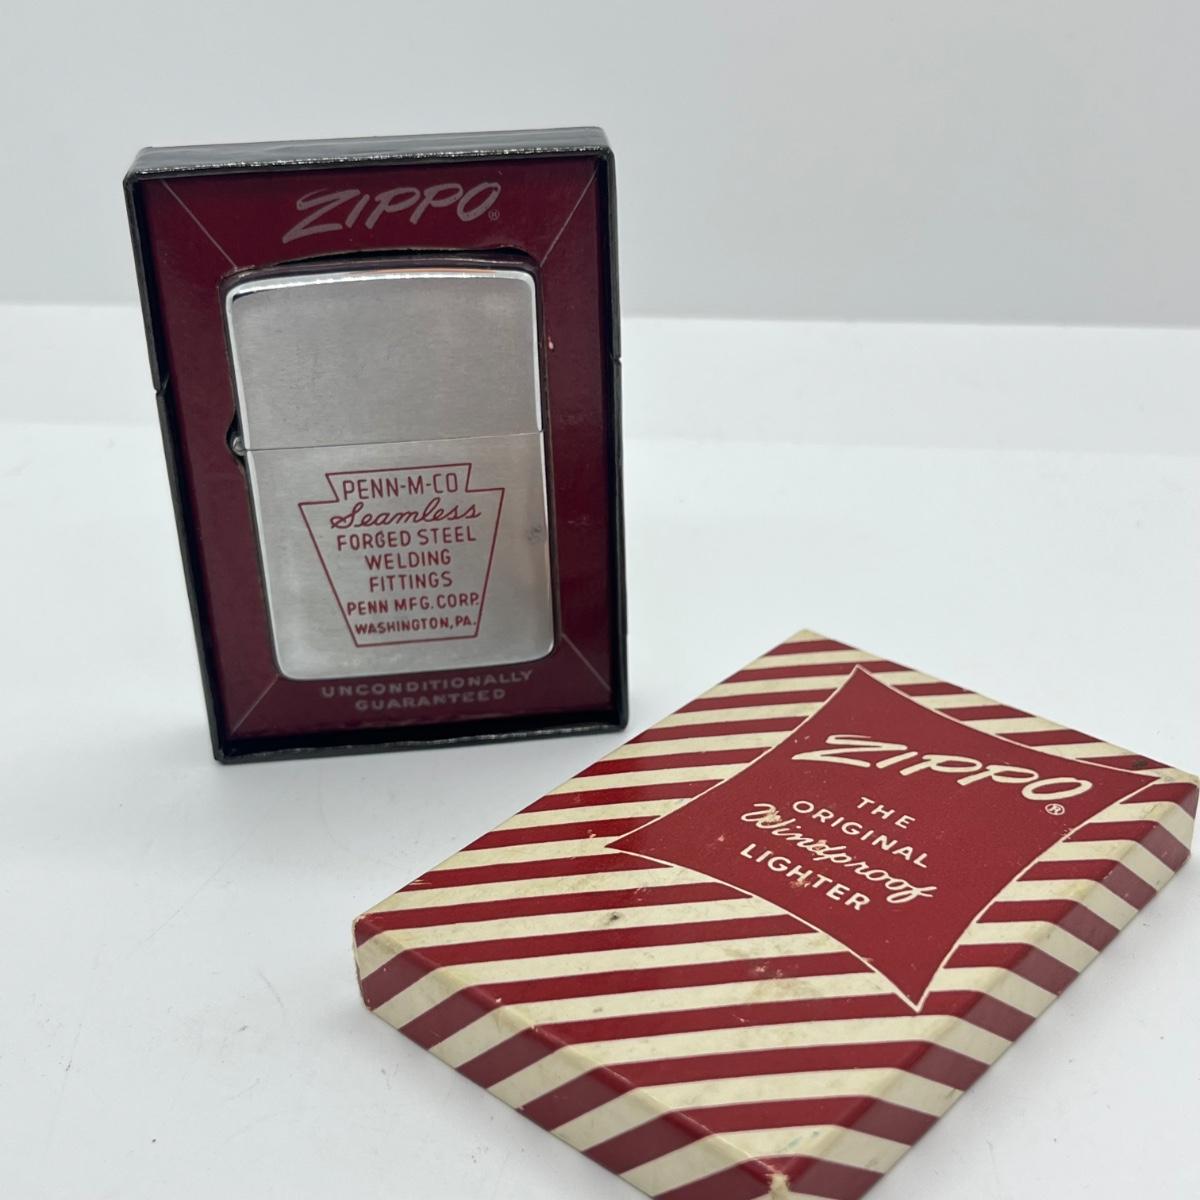 ZIPPO®
PENN-M-CO
Seamless
FORGED STEEL
WELDING
FITTINGS
PENN MFG. CORP.
WASHINGTON, PA.
UNCONDITIONALLY
GUARANTEED
ZIPPO®
THE
ORIGINAL
Windproof
LIGHTER